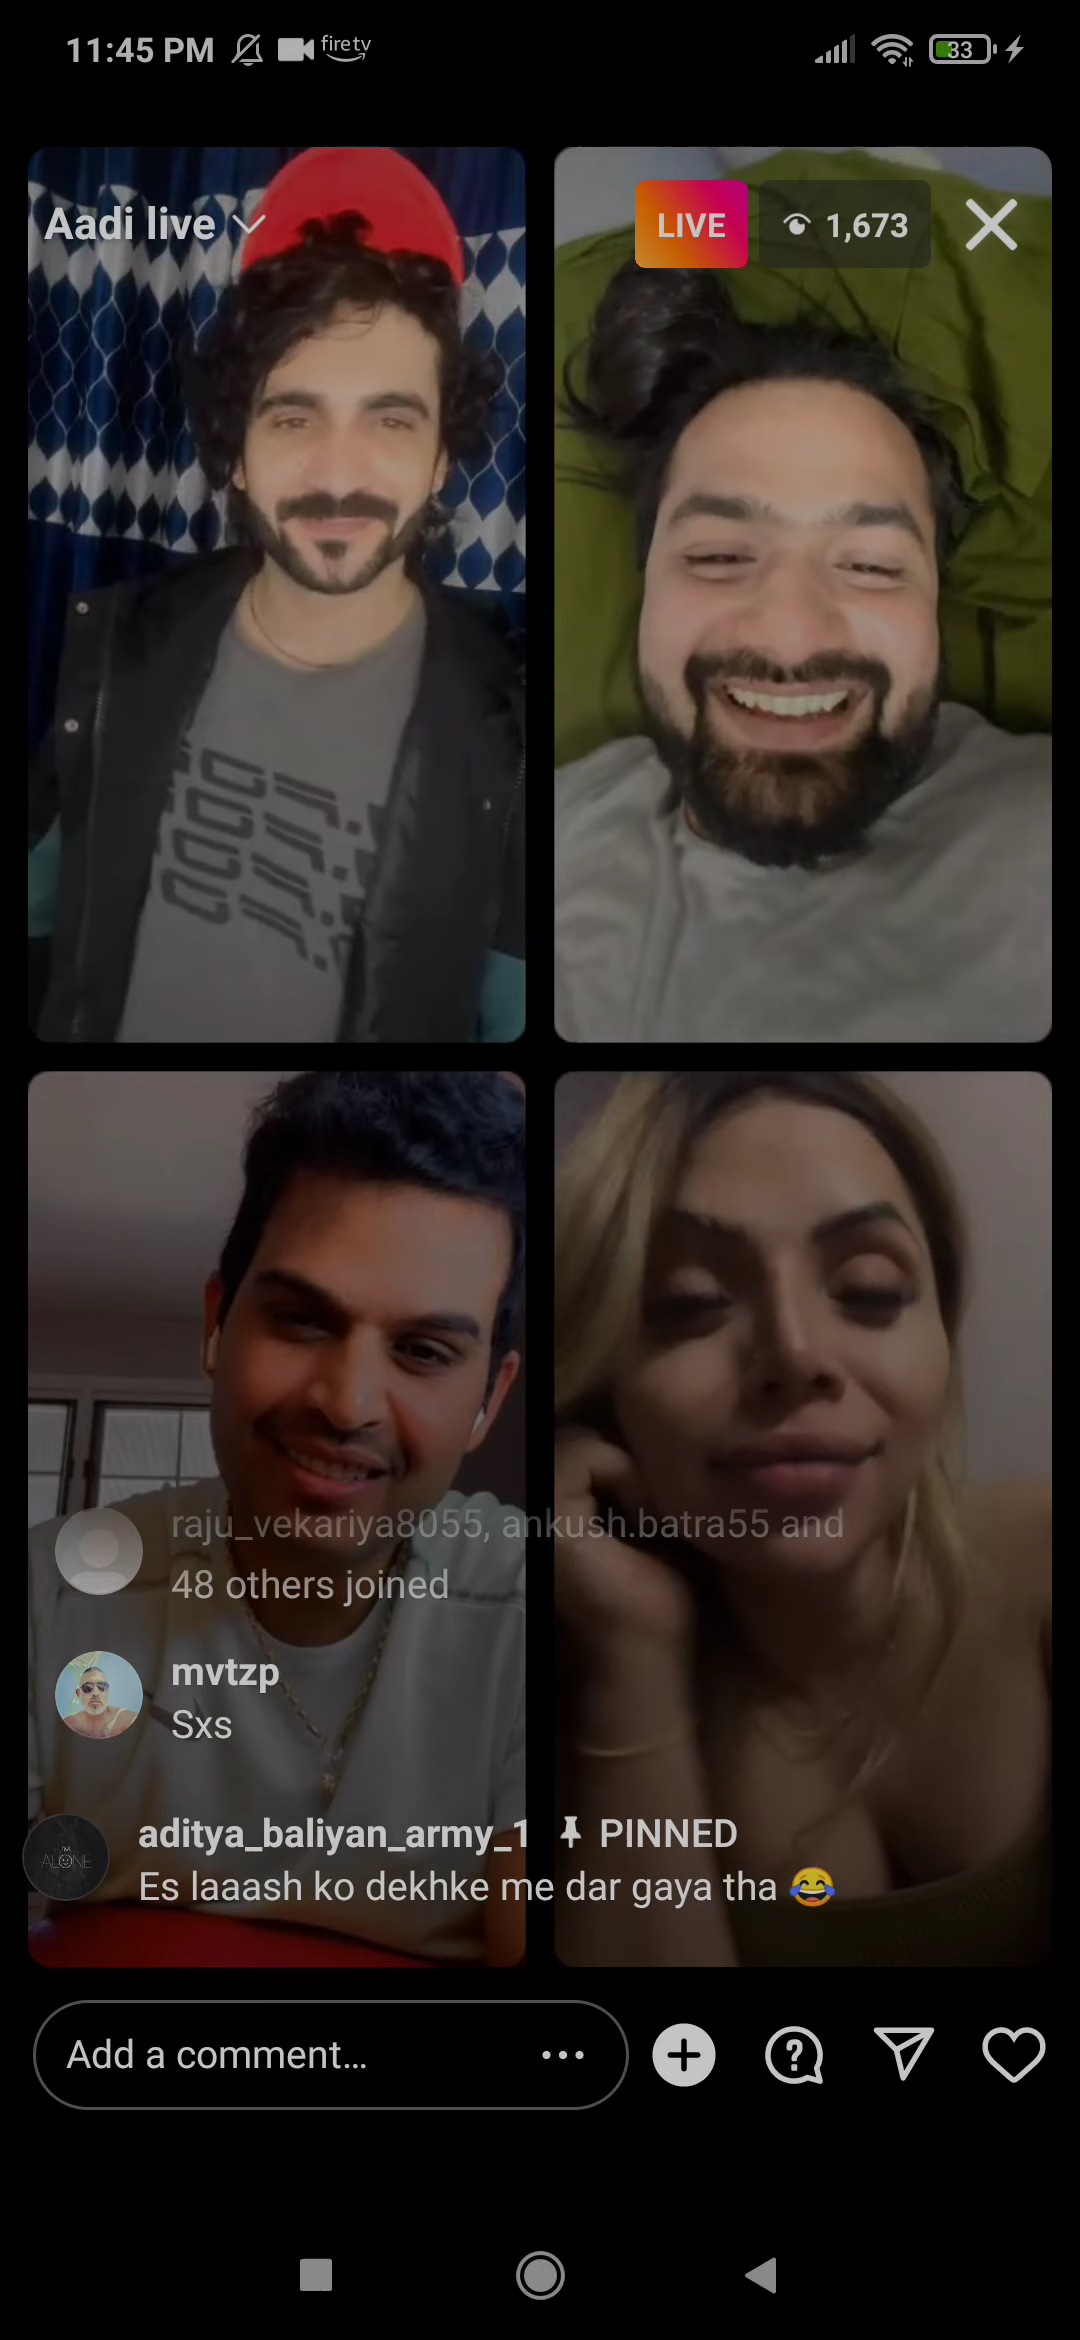 11:45 PM firetv 33
Aadi live LIVE 1,673
raju_vekariya8055, ankush.batra55 and
48 others joined
mvtzp
Sxs
aditya_baliyan_army_1 PINNED
Es laaash ko dekhke me dar gaya tha 😂
I'M
ALONE
Add a comment...